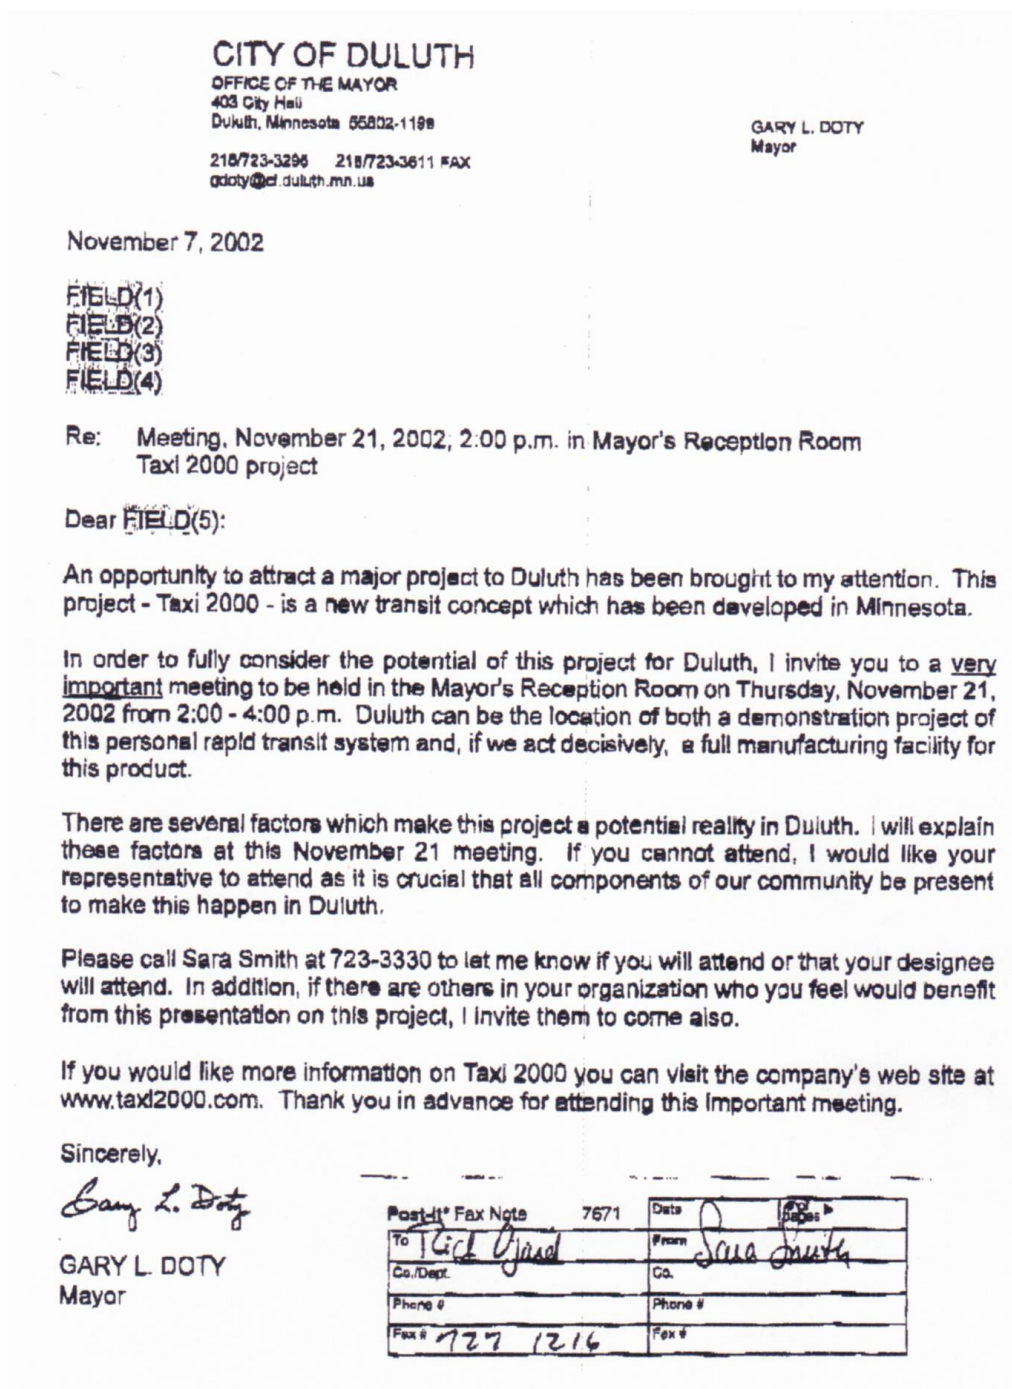 CITY OF DULUTH
OFFICE OF THE MAYOR
403 City Hall
Duluth, Minnesota 55802-1198
GARY L. DOTY
Mayor
218/723-3295 218/723-3611 FAX
gdoty@ci.duluth.mn.us
November 7, 2002
FIELD(1)
FIELD(2)
FIELD(3)
FIELD(4)
Re: Meeting, November 21, 2002, 2:00 p.m. in Mayor's Reception Room
Taxi 2000 project
Dear FIELD(5):
An opportunity to attract a major project to Duluth has been brought to my attention. This
project - Taxi 2000 - is a new transit concept which has been developed in Minnesota.
In order to fully consider the potential of this project for Duluth, I invite you to a very
important meeting to be held in the Mayor's Reception Room on Thursday, November 21,
2002 from 2:00 - 4:00 p.m. Duluth can be the location of both a demonstration project of
this personal rapid transit system and, if we act decisively, a full manufacturing facility for
this product.
There are several factors which make this project a potential reality in Duluth. I will explain
these factors at this November 21 meeting. If you cannot attend, I would like your
representative to attend as it is crucial that all components of our community be present
to make this happen in Duluth.
Please call Sara Smith at 723-3330 to let me know if you will attend or that your designee
will attend. In addition, if there are others in your organization who you feel would benefit
from this presentation on this project, I invite them to come also.
If you would like more information on Taxi 2000 you can visit the company's web site at
www.taxi2000.com. Thank you in advance for attending this important meeting.
Sincerely,
Gary L. Doty
GARY L. DOTY
Mayor
Post-it® Fax Note 7671 Date # of pages ▶
To Rick From Sara Smith
Co./Dept. Co.
Phone # Phone #
Fax # 727 1216 Fax #